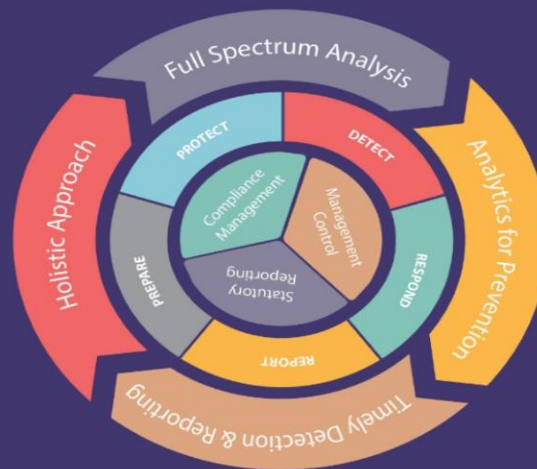 Full Spectrum Analysis
Analytics for Prevention
Timely Detection & Reporting
Holistic Approach
PROTECT
DETECT
RESPOND
REPORT
PREPARE
Compliance
Management
Management
Control
Statutory
Reporting